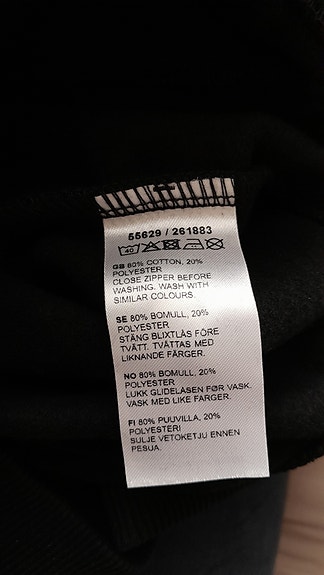 55629 / 261883
40
GB 80% COTTON, 20%
POLYESTER
CLOSE ZIPPER BEFORE
WASHING. WASH WITH
SIMILAR COLOURS.
SE 80% BOMULL, 20%
POLYESTER
STÄNG BLIXTLÅS FÖRE
TVÄTT. TVÄTTAS MED
LIKNANDE FÄRGER.
NO 80% BOMULL, 20%
POLYESTER
LUKK GLIDELÅSEN FØR VASK.
VASK MED LIKE FARGER.
FI 80% PUUVILLA, 20%
POLYESTERI
SULJE VETOKETJU ENNEN
PESUA.